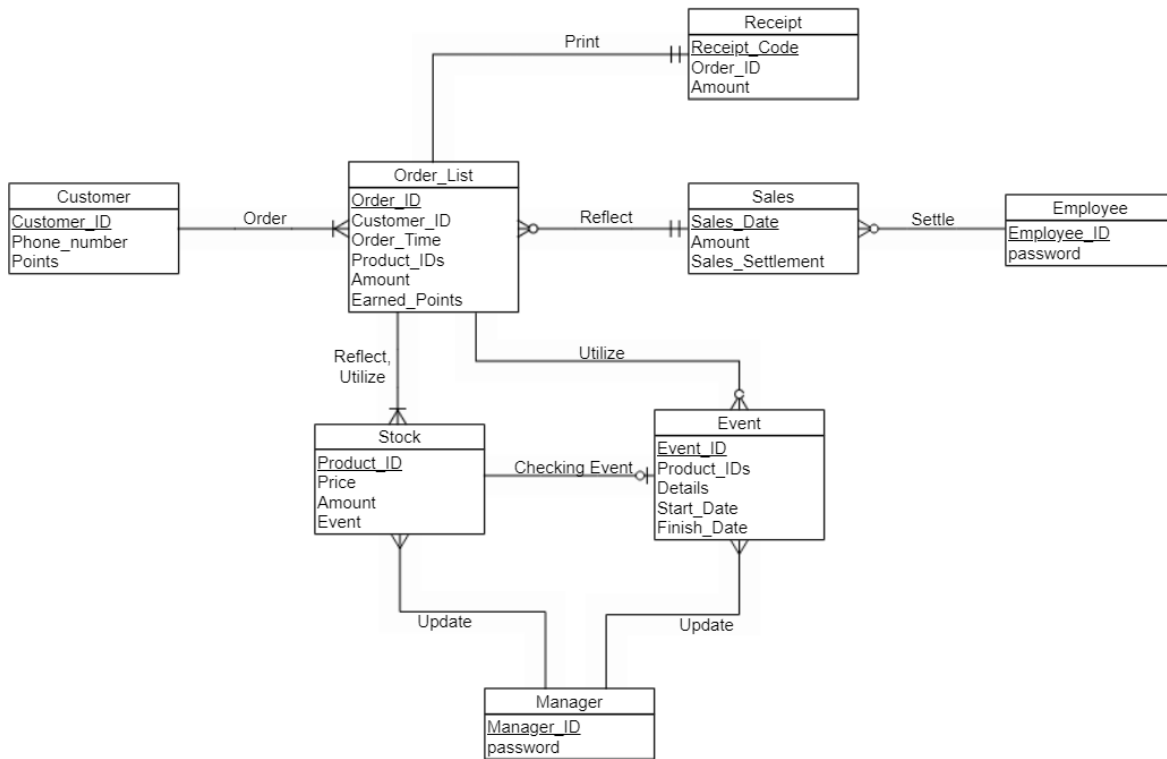 Receipt
Receipt_Code
Order_ID
Amount
Print
Order_List
Order_ID
Customer_ID
Order_Time
Product_IDs
Amount
Earned_Points
Customer
Customer_ID
Phone_number
Points
Order
Reflect
Sales
Sales_Date
Amount
Sales_Settlement
Settle
Employee
Employee_ID
password
Reflect,
Utilize
Utilize
Stock
Product_ID
Price
Amount
Event
Checking Event
Event
Event_ID
Product_IDs
Details
Start_Date
Finish_Date
Update
Update
Manager
Manager_ID
password